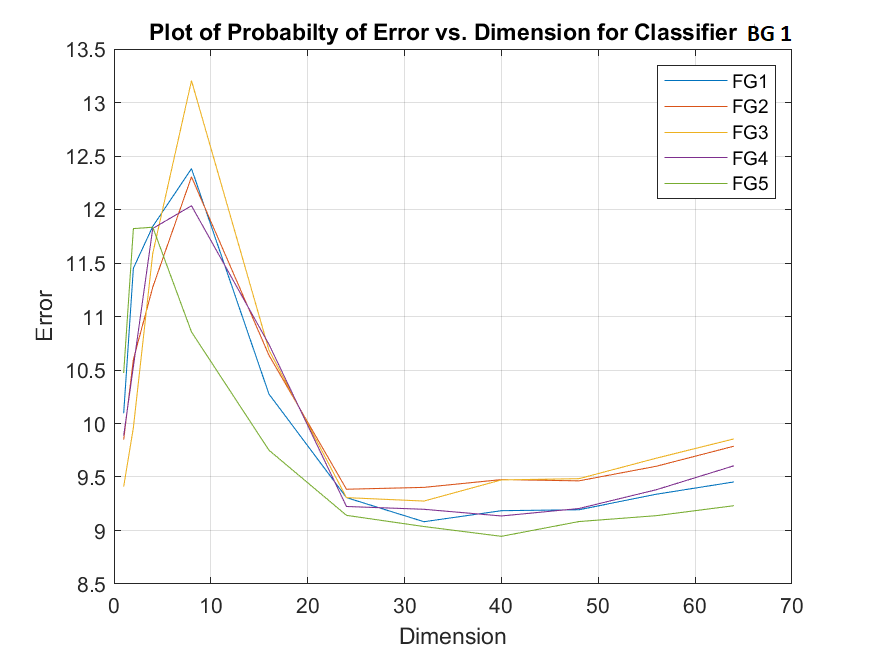 Plot of Probabilty of Error vs. Dimension for Classifier BG 1
13.5
13
12.5
12
11.5
11
10.5
10
9.5
9
8.5
Error
FG1
FG2
FG3
FG4
FG5
0 10 20 30 40 50 60 70
Dimension